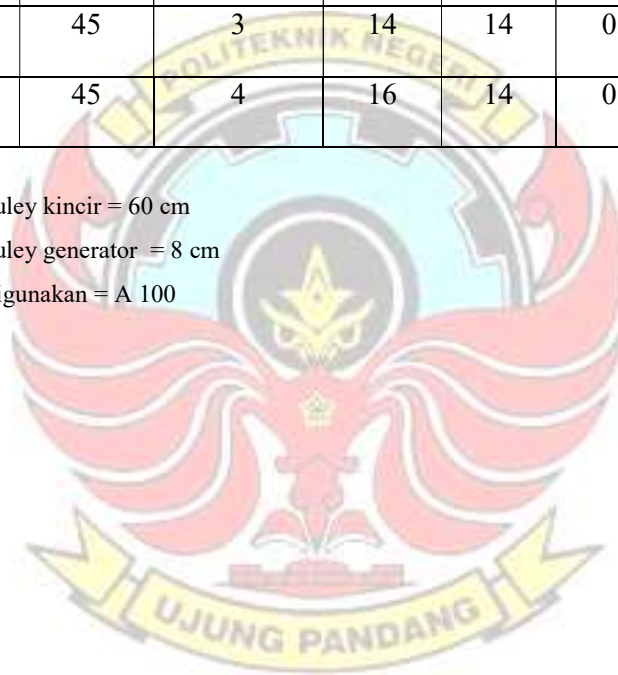 45 3 14 14 0
POLITEKNIK NEGERI
45 4 16 14 0
uley kincir = 60 cm
uley generator = 8 cm
igunakan = A 100
UJUNG PANDANG